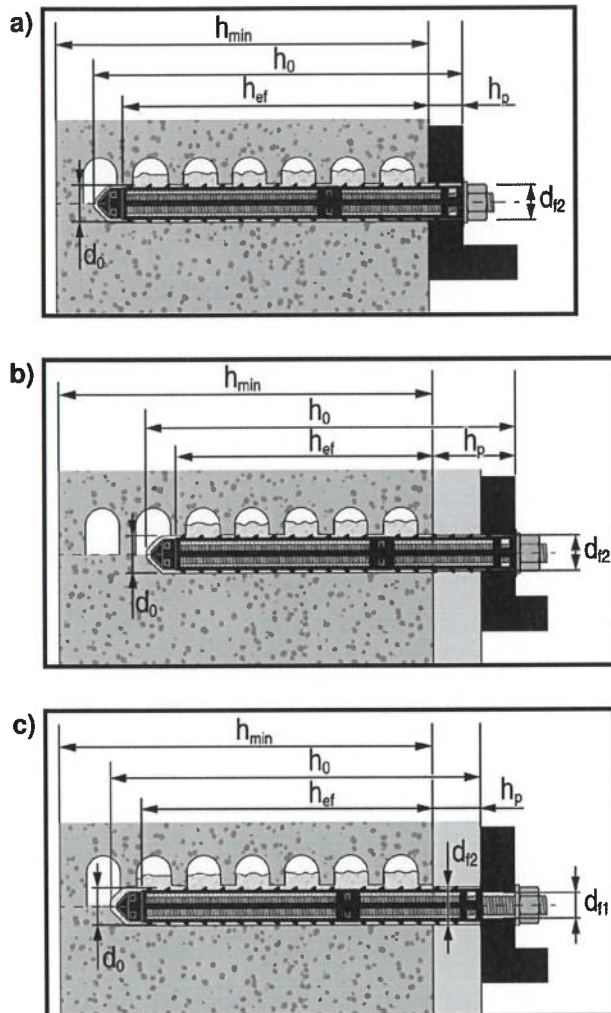 a)
h_min
h_0
h_ef h_p
d_f2
d_0
b)
h_min
h_0
h_ef h_p
d_f2
d_0
c)
h_min
h_0
h_ef h_p
d_f2
d_f1
d_0